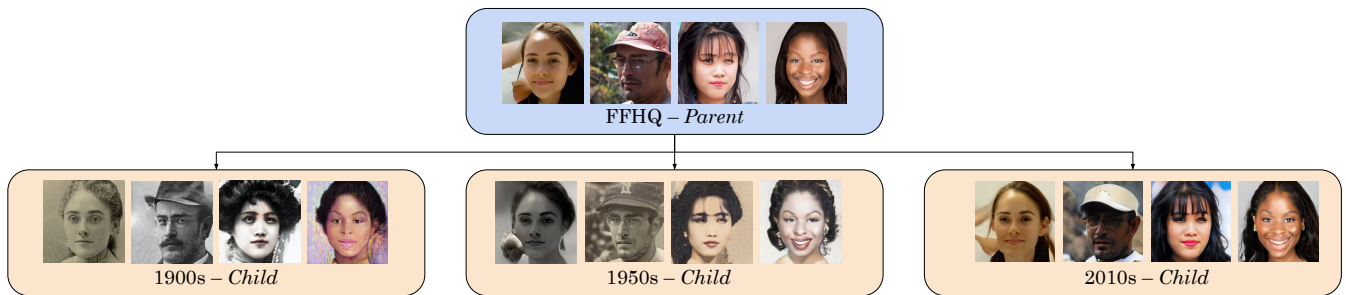 FFHQ – Parent
1900s – Child
1950s – Child
2010s – Child